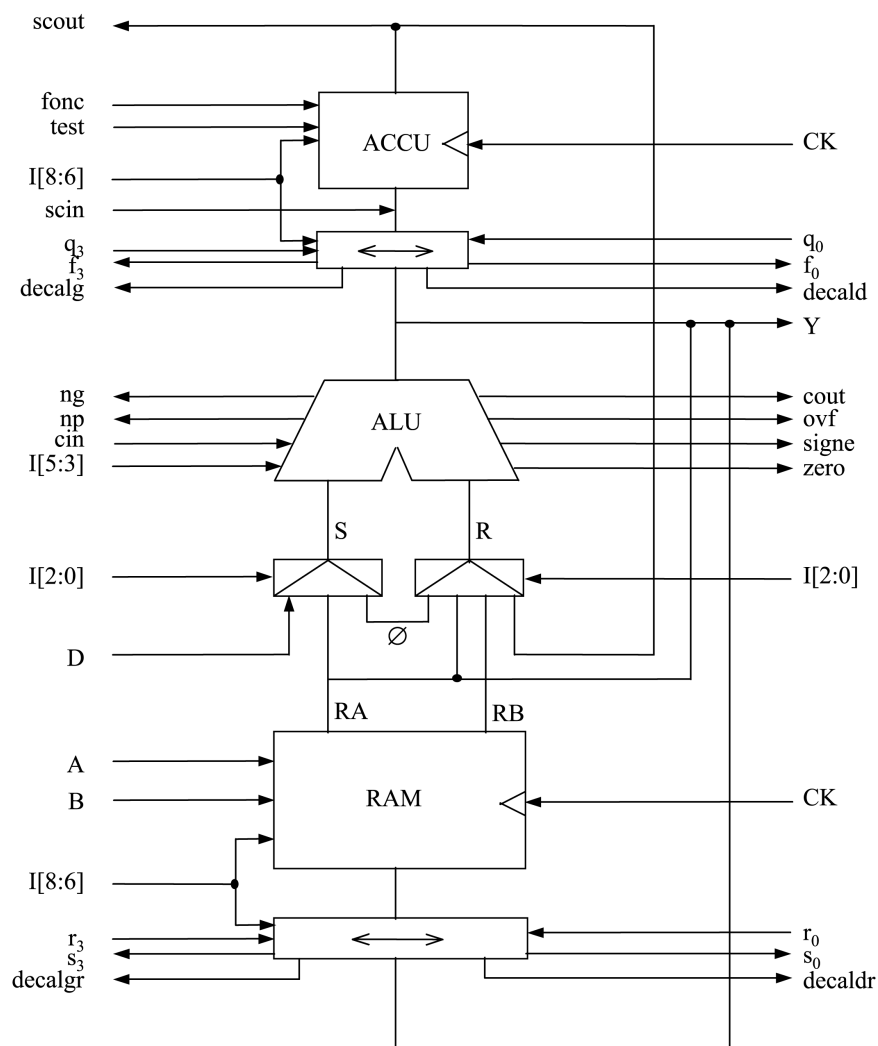 scout
fonc
test
ACCU
CK
I[8:6]
scin
q3
q0
f3
f0
decalg
decald
Y
ng
cout
np
ALU
ovf
cin
signe
I[5:3]
zero
S
R
I[2:0]
I[2:0]
∅
D
RA
RB
A
B
RAM
CK
I[8:6]
r3
r0
s3
s0
decalgr
decaldr